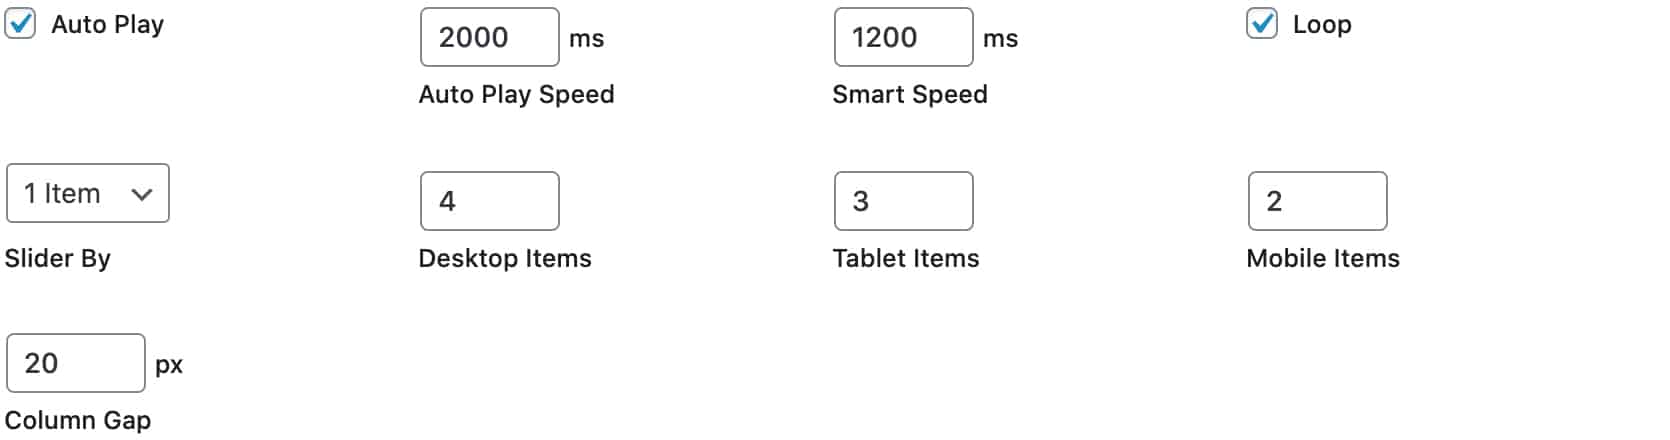 Auto Play
2000 ms
Auto Play Speed
1200 ms
Smart Speed
Loop
1 Item
Slider By
4
Desktop Items
3
Tablet Items
2
Mobile Items
20 px
Column Gap